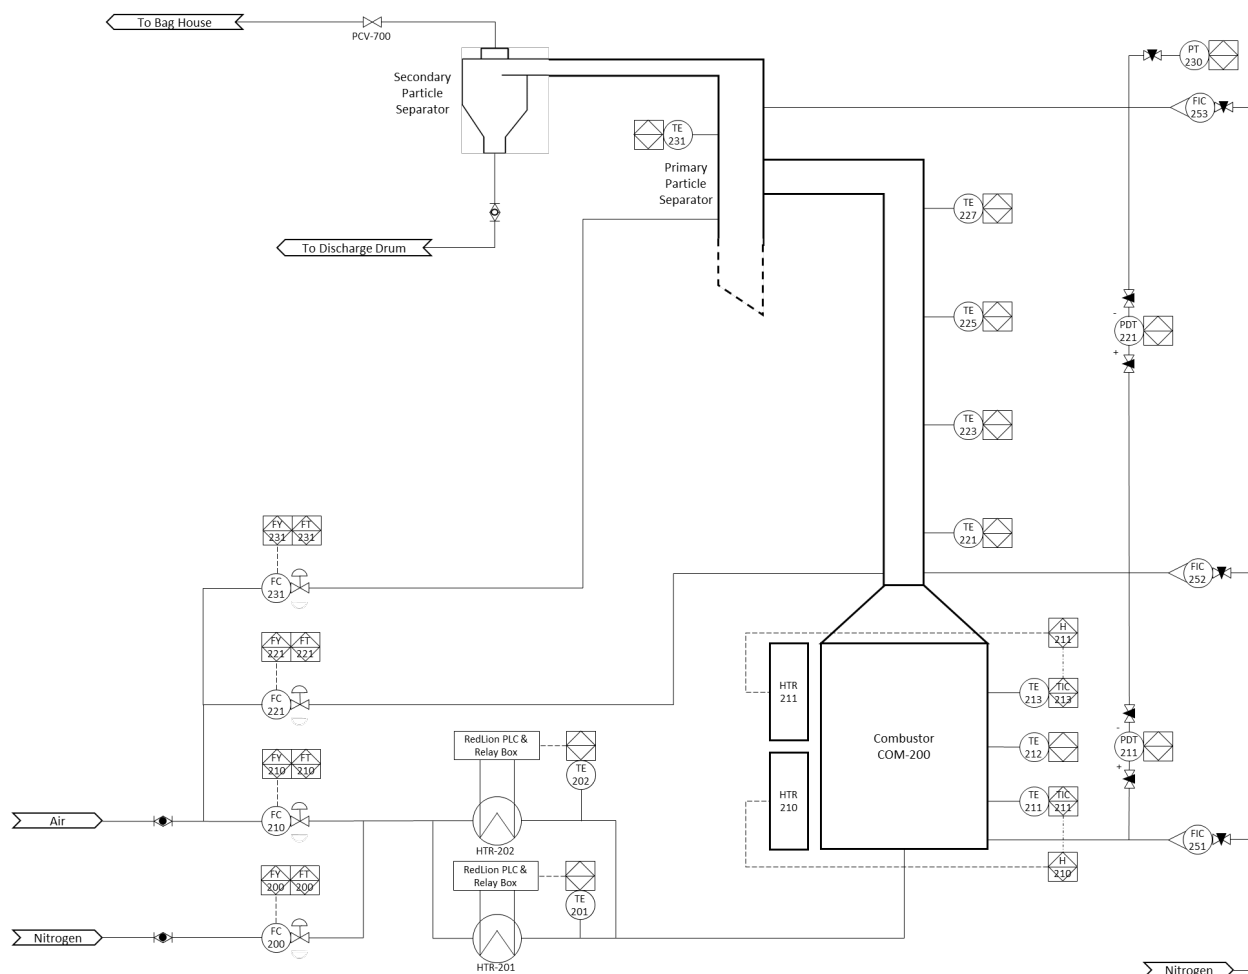 To Bag House
PCV-700
PT
230
Secondary
Particle
Separator
FIC
253
TE
231
Primary
Particle
Separator
TE
227
To Discharge Drum
TE
225
-
PDT
221
+
TE
223
FY
231
FT
231
TE
221
FC
231
FIC
252
FY
221
FT
221
H
211
HTR
211
TE
213
TIC
213
FC
221
-
RedLion PLC &
Relay Box
Combustor
COM-200
TE
212
PDT
211
+
FY
210
FT
210
TE
202
HTR
210
TE
211
TIC
211
Air
FC
210
HTR-202
FIC
251
RedLion PLC &
Relay Box
H
210
FY
200
FT
200
TE
201
Nitrogen
FC
200
HTR-201
Nitrogen